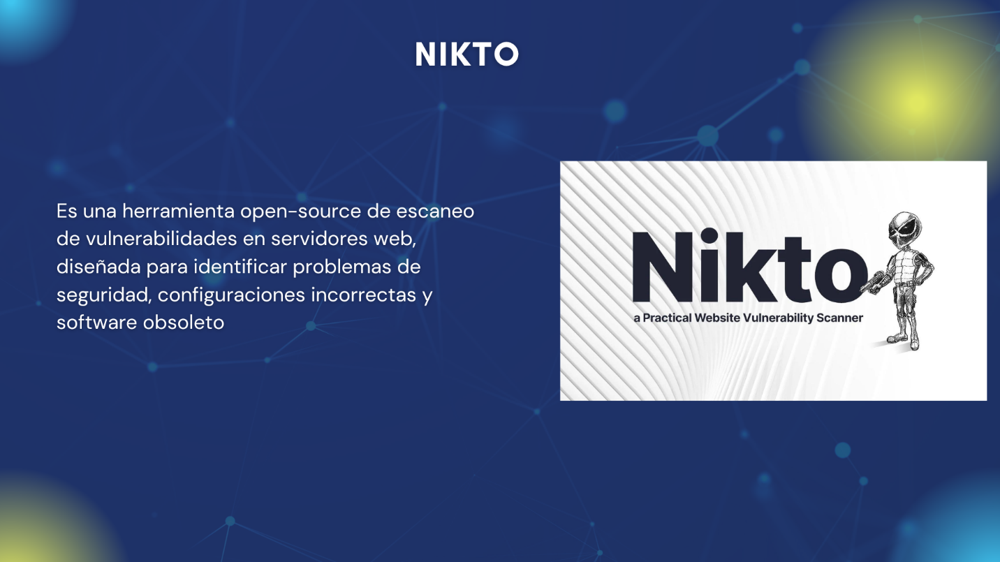 NIKTO
Es una herramienta open-source de escaneo
de vulnerabilidades en servidores web,
diseñada para identificar problemas de
seguridad, configuraciones incorrectas y
software obsoleto
Nikto
a Practical Website Vulnerability Scanner